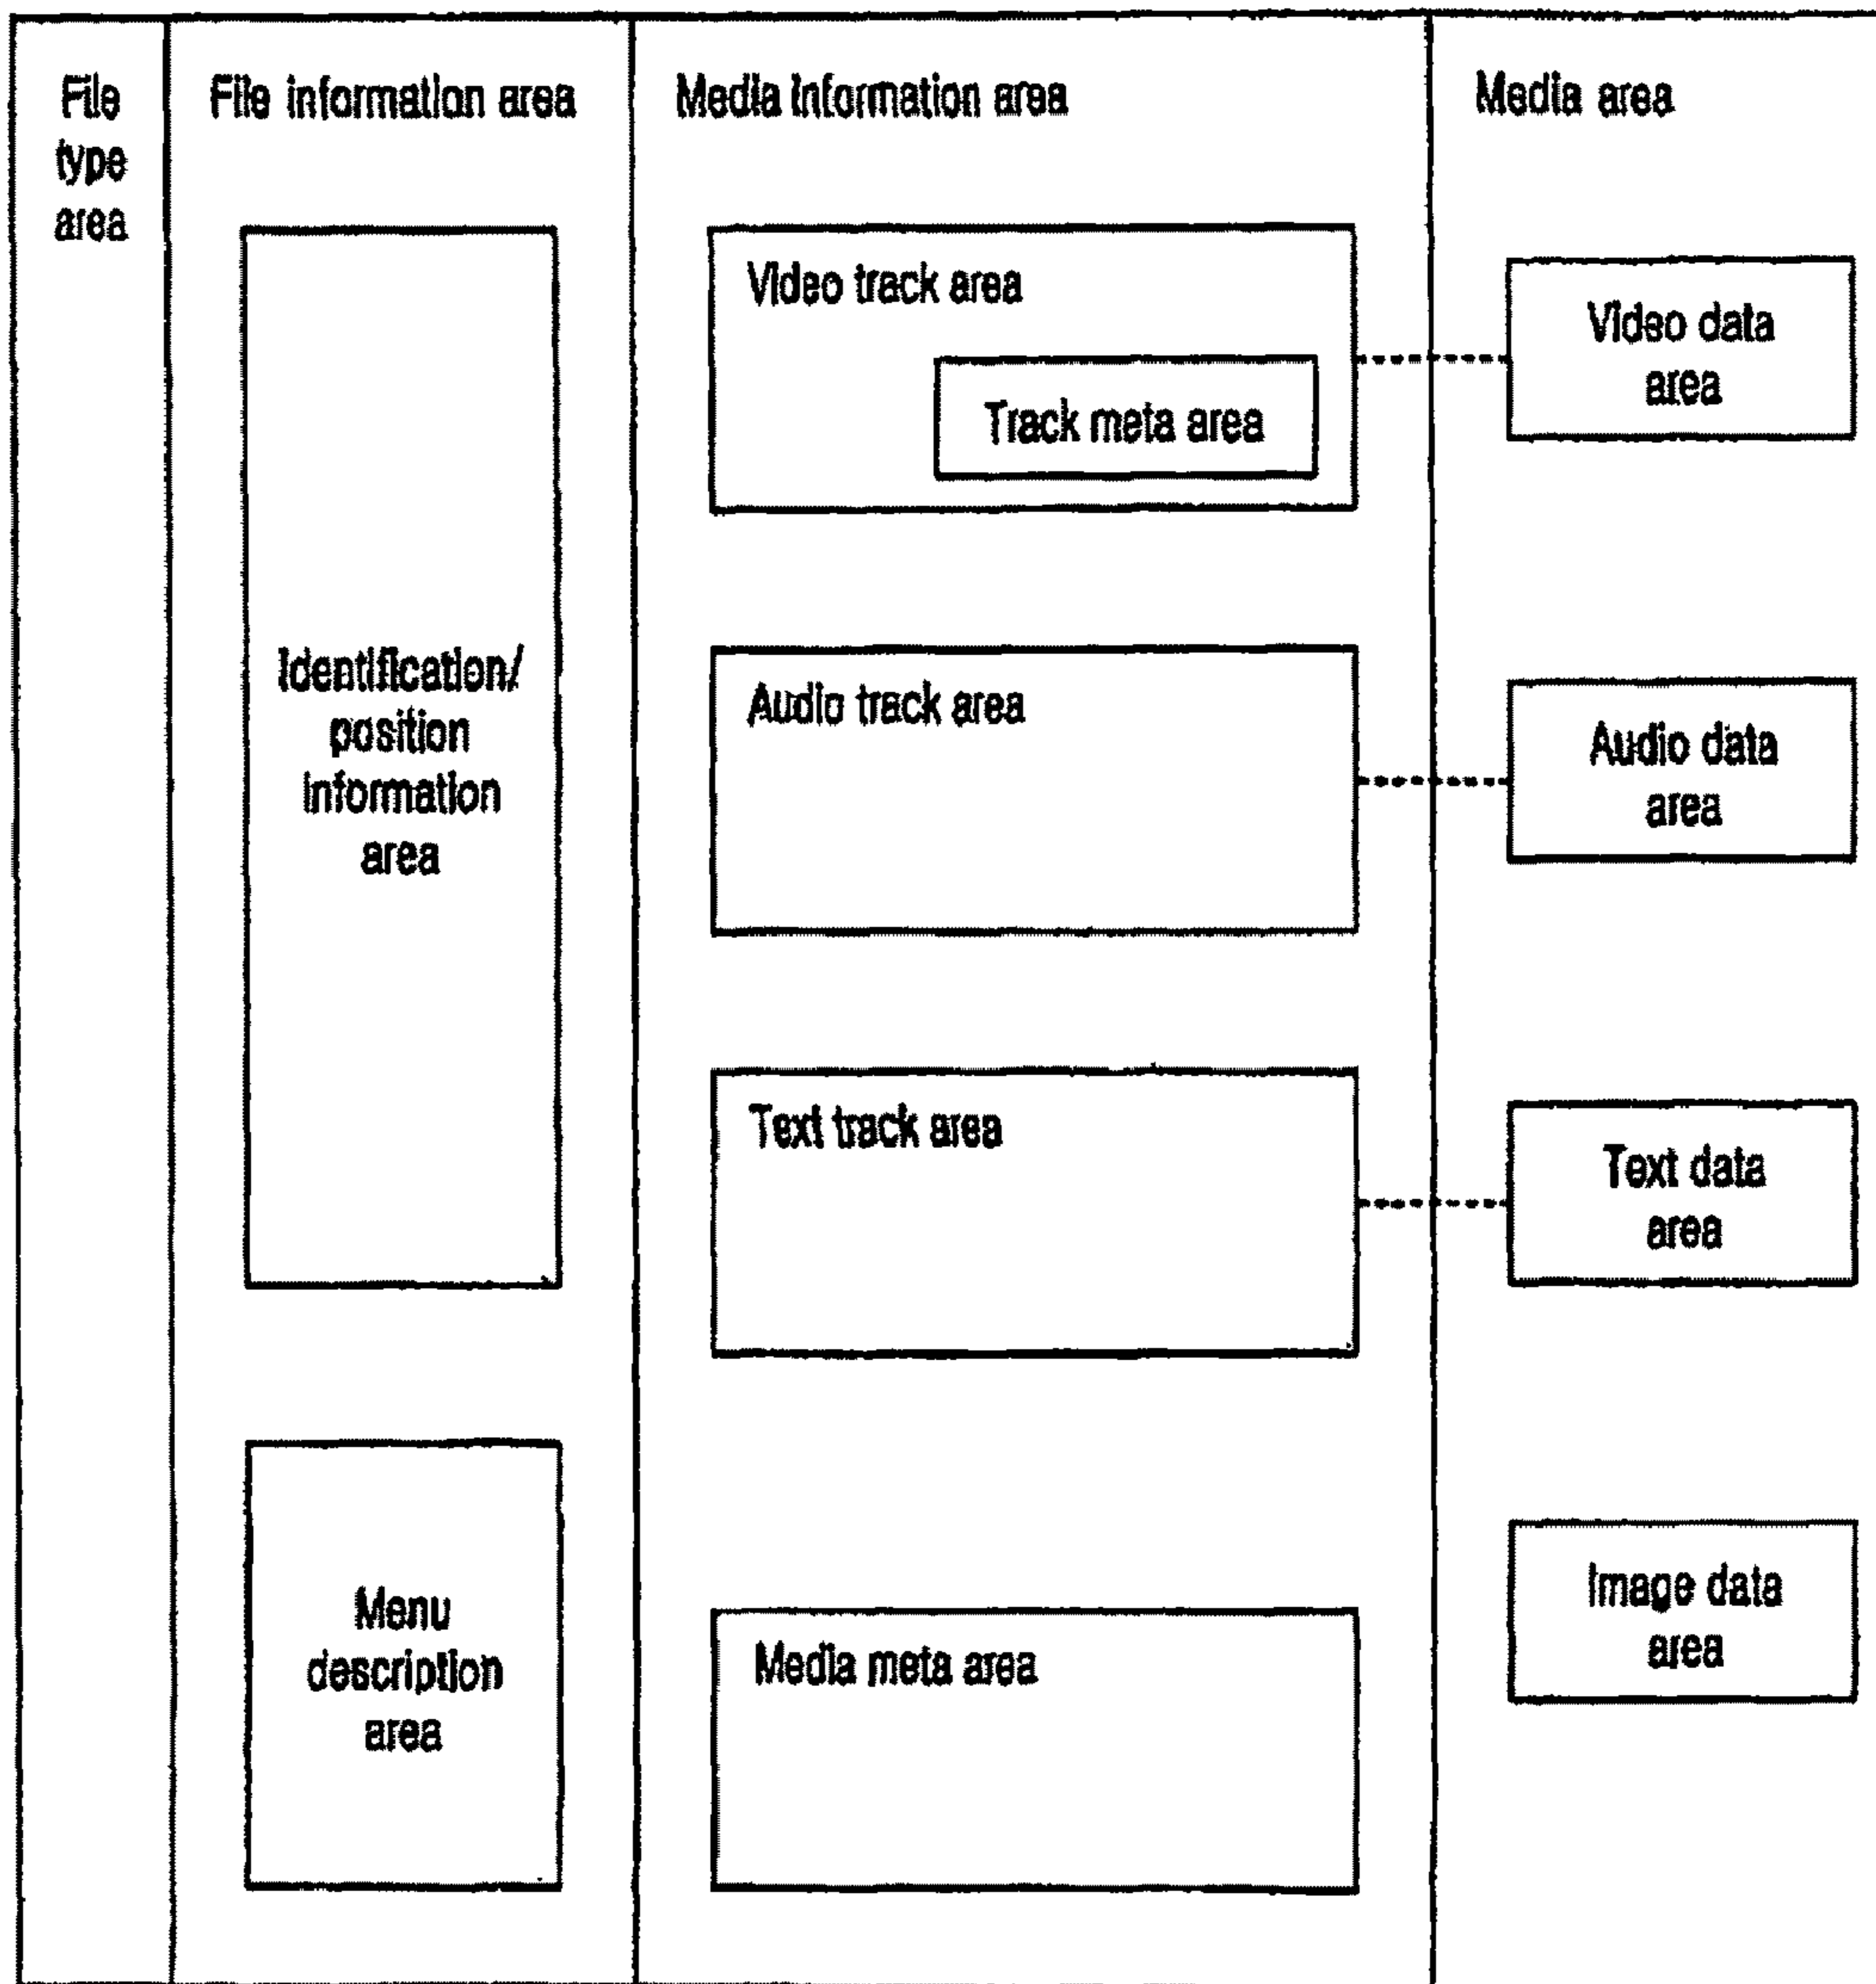 File
type
area
File information area
Identification/
position
information
area
Menu
description
area
Media information area
Video track area
Track meta area
Audio track area
Text track area
Media meta area
Media area
Video data
area
Audio data
area
Text data
area
Image data
area